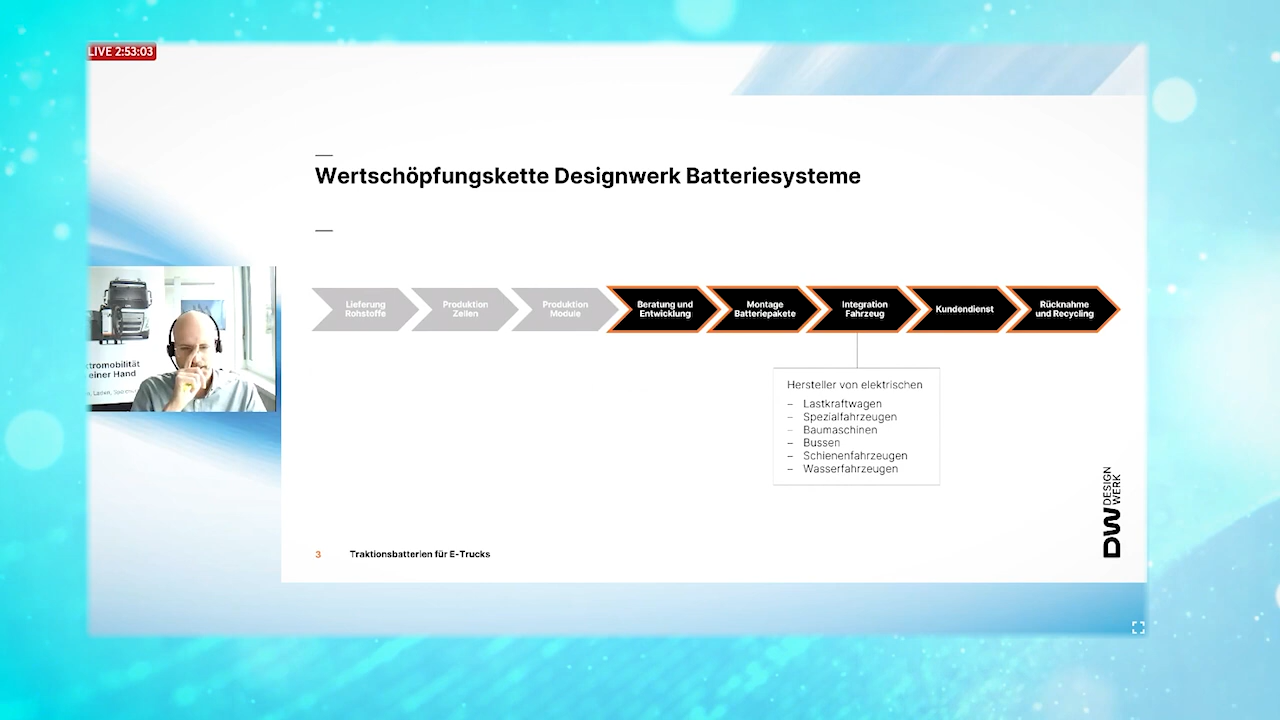 LIVE 2:53:03
Wertschöpfungskette Designwerk Batteriesysteme
Lieferung
Rohstoffe
Produktion
Zellen
Produktion
Module
Beratung und
Entwicklung
Montage
Batteriepakete
Integration
Fahrzeug
Kundendienst
Rücknahme
und Recycling
tromobilität
einer Hand
Hersteller von elektrischen
– Lastkraftwagen
– Spezialfahrzeugen
– Baumaschinen
– Bussen
– Schienenfahrzeugen
– Wasserfahrzeugen
DW DESIGN
WERK
3 Traktionsbatterien für E-Trucks